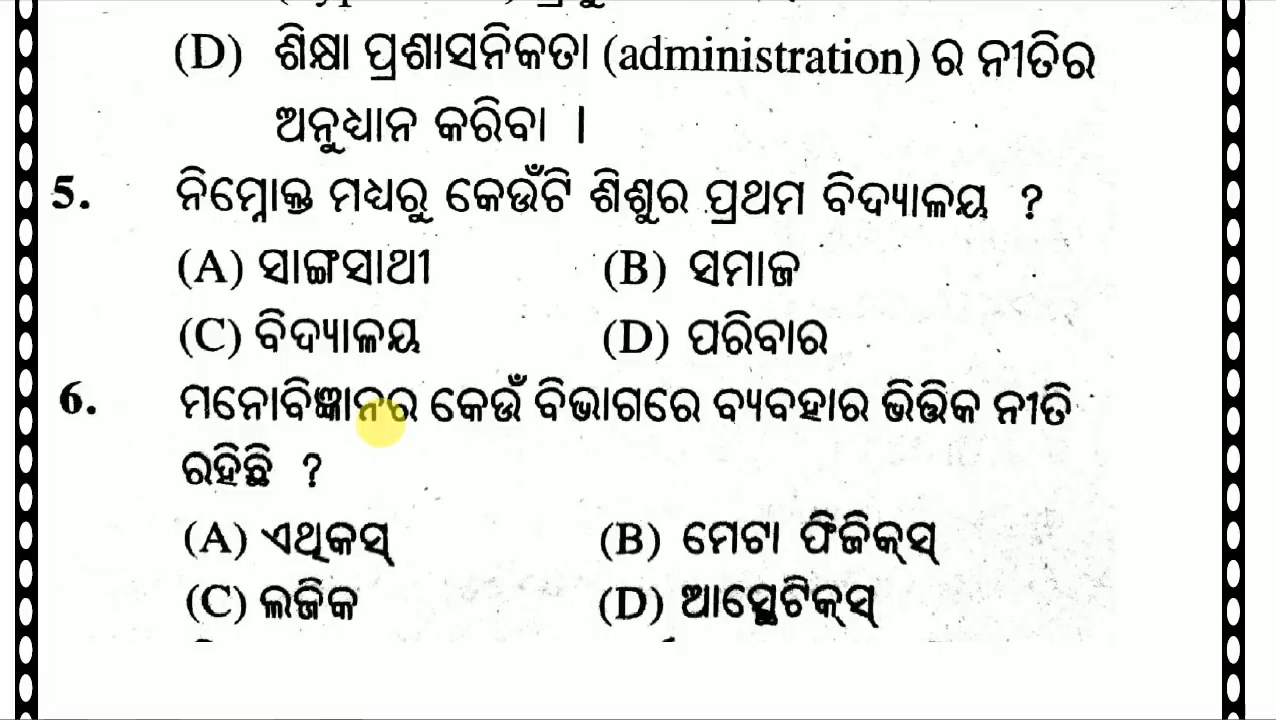 (D) ଶିକ୍ଷା ପ୍ରଶାସନିକତା (administration) ର ନୀତିର
ଅନୁଧ୍ୟାନ କରିବା ।
5. ନିମ୍ନୋକ୍ତ ମଧ୍ୟରୁ କେଉଁଟି ଶିଶୁର ପ୍ରଥମ ବିଦ୍ୟାଳୟ ?
(A) ସାଙ୍ଗସାଥୀ (B) ସମାଜ
(C) ବିଦ୍ୟାଳୟ (D) ପରିବାର
6. ମନୋବିଜ୍ଞାନର କେଉଁ ବିଭାଗରେ ବ୍ୟବହାର ଭିତ୍ତିକ ନୀତି
ରହିଛି ?
(A) ଏଥିକସ୍ (B) ମେଟା ଫିଜିକ୍ସ୍
(C) ଲଜିକ (D) ଆସ୍ଥେଟିକ୍ସ୍